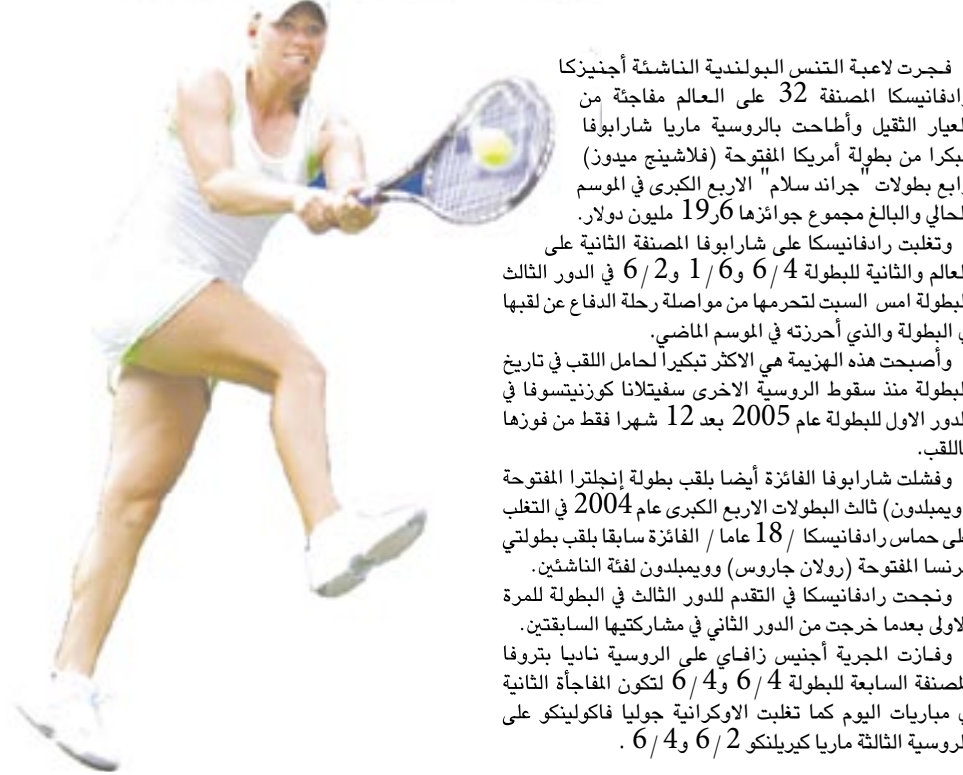 فجرت لاعبة التنس البولندية الناشئة أجنيزكا
رادفانيسكا المصنفة 32 على العالم مفاجئة من
العيار الثقيل وأطاحت بالروسية ماريا شارابوفا
مبكرا من بطولة أمريكا المفتوحة (فلاشينج ميدوز)
رابع بطولات "جراند سلام" الاربع الكبرى في الموسم
الحالي والبالغ مجموع جوائزها 19٫6 مليون دولار.
وتغلبت رادفانيسكا على شارابوفا المصنفة الثانية على
العالم والثانية للبطولة 4/6 و6/1 و2/6 في الدور الثالث
للبطولة امس السبت لتحرمها من مواصلة رحلة الدفاع عن لقبها
في البطولة والذي أحرزته في الموسم الماضي.
وأصبحت هذه الهزيمة هي الاكثر تبكيرا لحامل اللقب في تاريخ
البطولة منذ سقوط الروسية الاخرى سفيتلانا كوزنيتسوفا في
الدور الاول للبطولة عام 2005 بعد 12 شهرا فقط من فوزها
باللقب.
وفشلت شارابوفا الفائزة أيضا بلقب بطولة إنجلترا المفتوحة
(ويمبلدون) ثالث البطولات الاربع الكبرى عام 2004 في التغلب
على حماس رادفانيسكا / 18 عاما / الفائزة سابقا بلقب بطولتي
فرنسا المفتوحة (رولان جاروس) وويمبلدون لفئة الناشئين.
ونجحت رادفانيسكا في التقدم للدور الثالث في البطولة للمرة
الاولى بعدما خرجت من الدور الثاني في مشاركتيها السابقتين.
وفازت المجرية أجنيس زافاي على الروسية ناديا بتروفا
المصنفة السابعة للبطولة 4/6 و4/6 لتكون المفاجأة الثانية
في مباريات اليوم كما تغلبت الاوكرانية جوليا فاكولينكو على
الروسية الثالثة ماريا كيريلنكو 2/6 و4/6 .